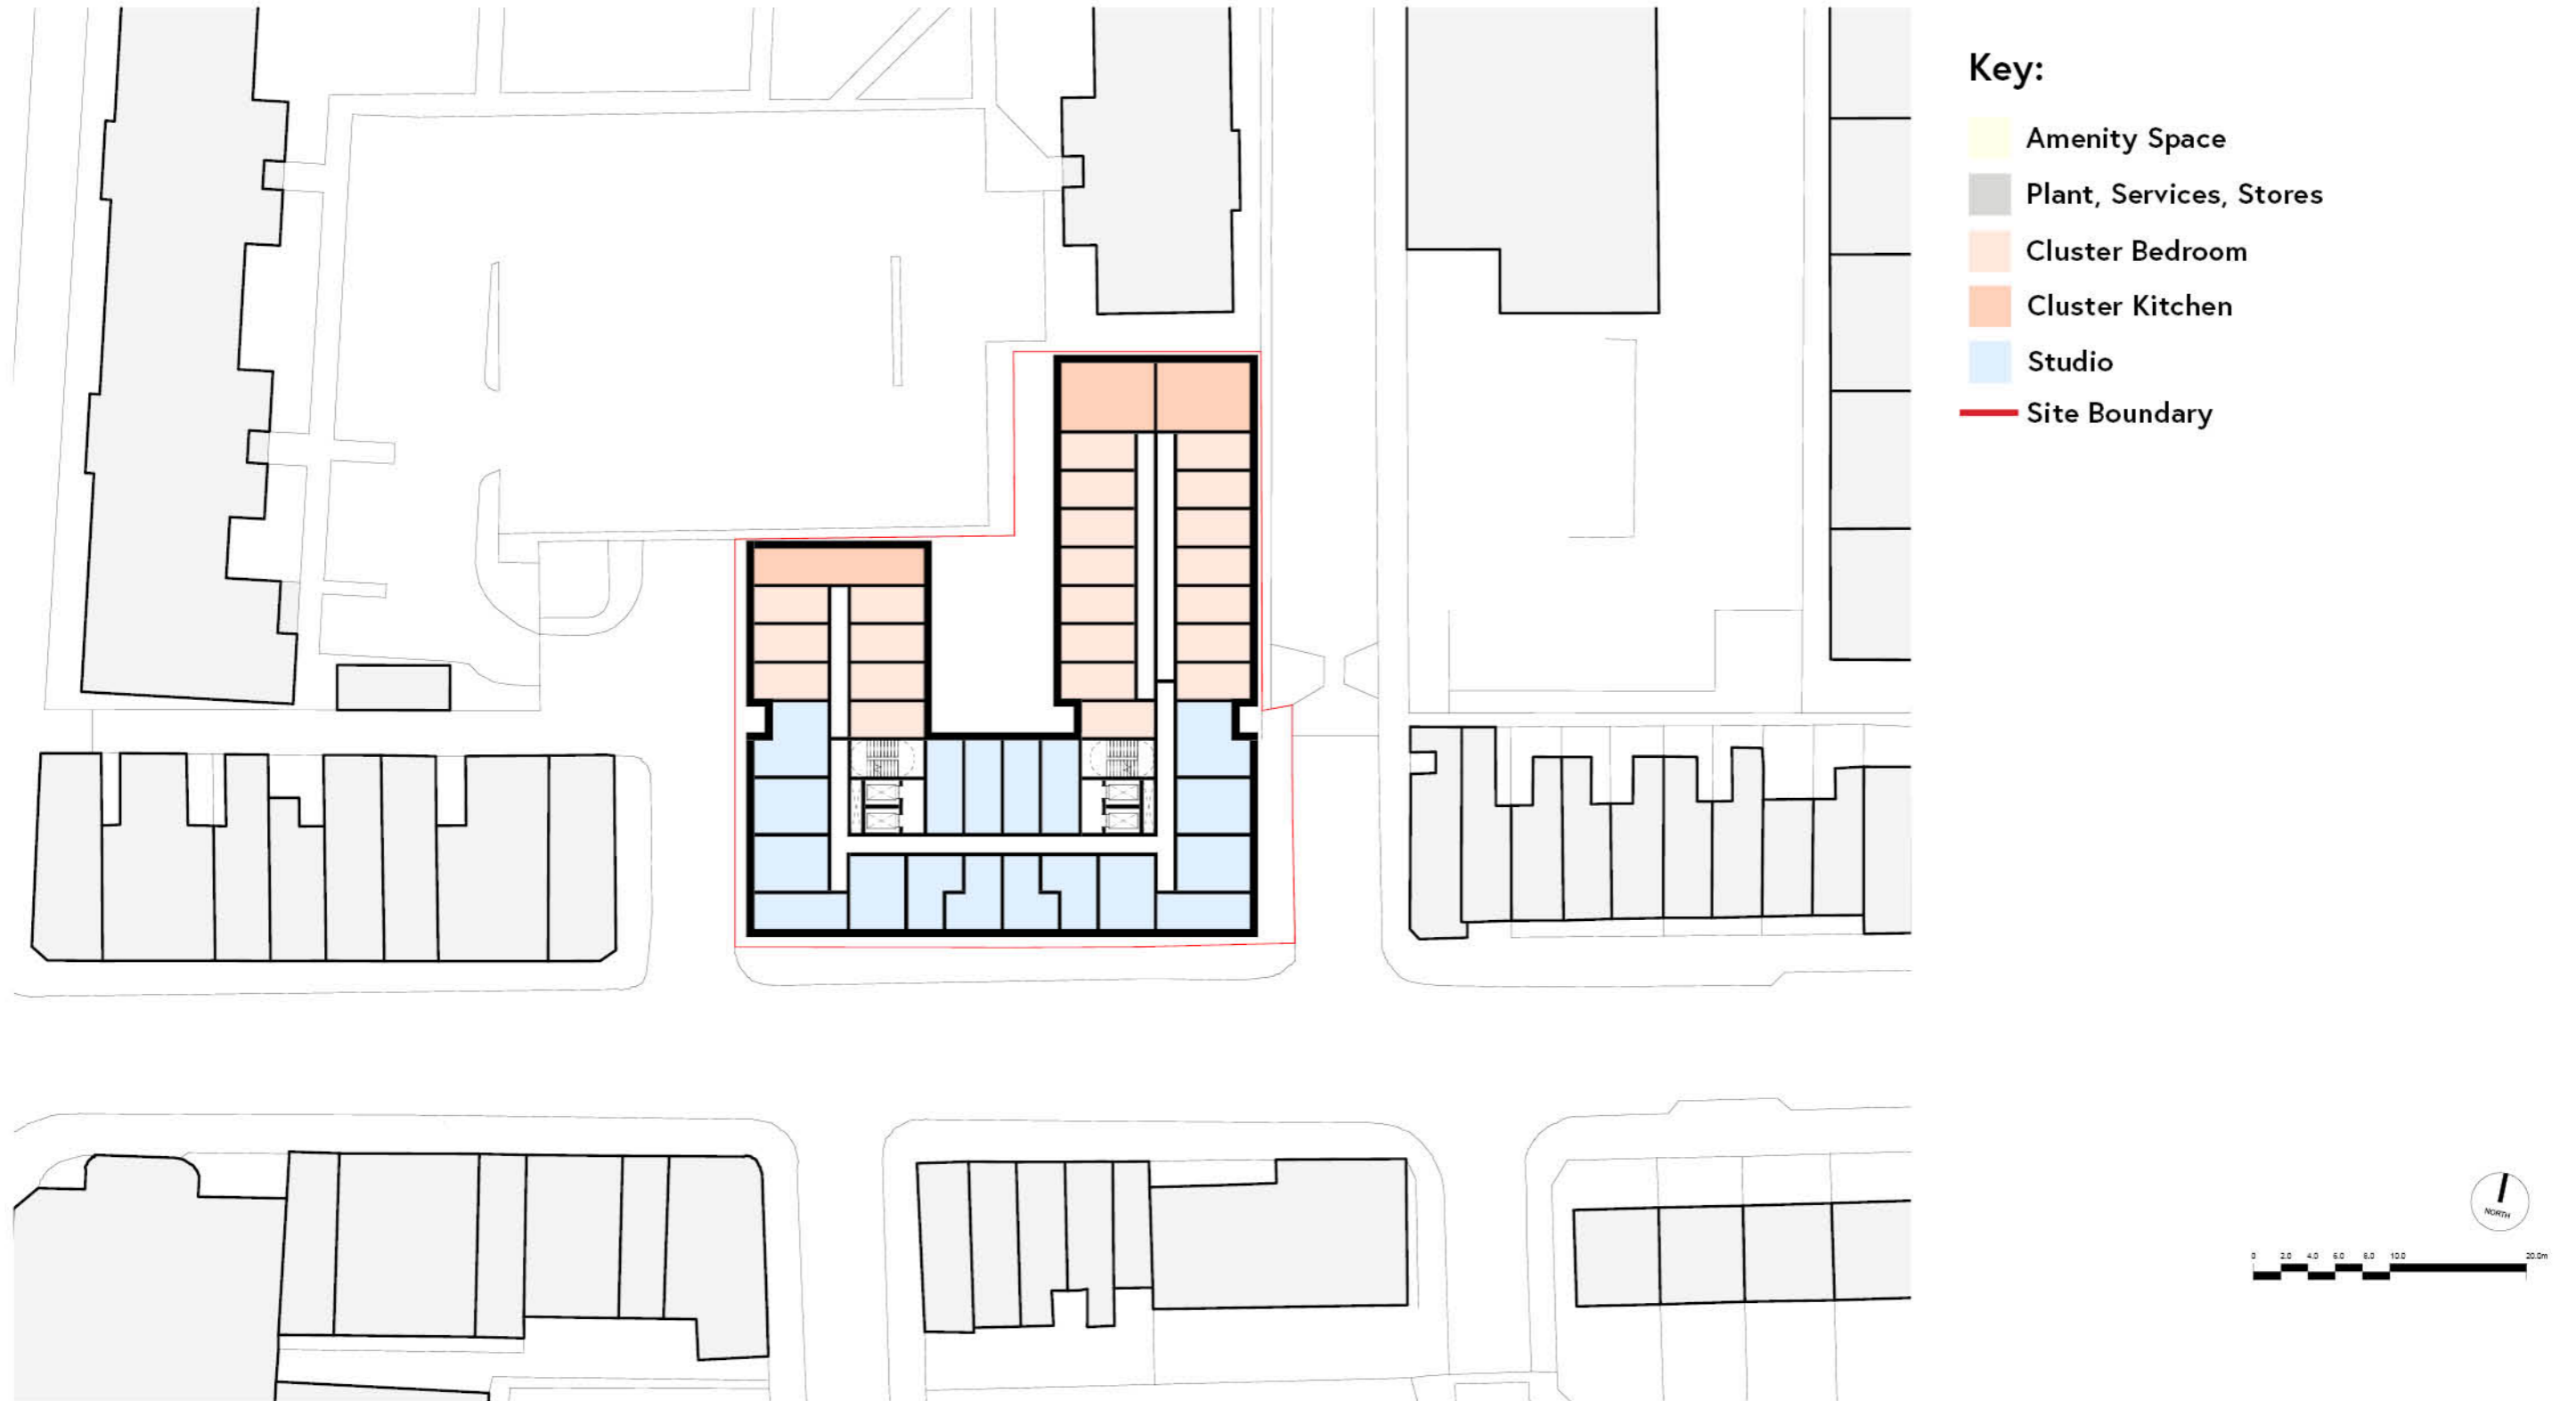 Key:
Amenity Space
Plant, Services, Stores
Cluster Bedroom
Cluster Kitchen
Studio
Site Boundary
NORTH
0 2.0 4.0 6.0 8.0 10.0 20.0m